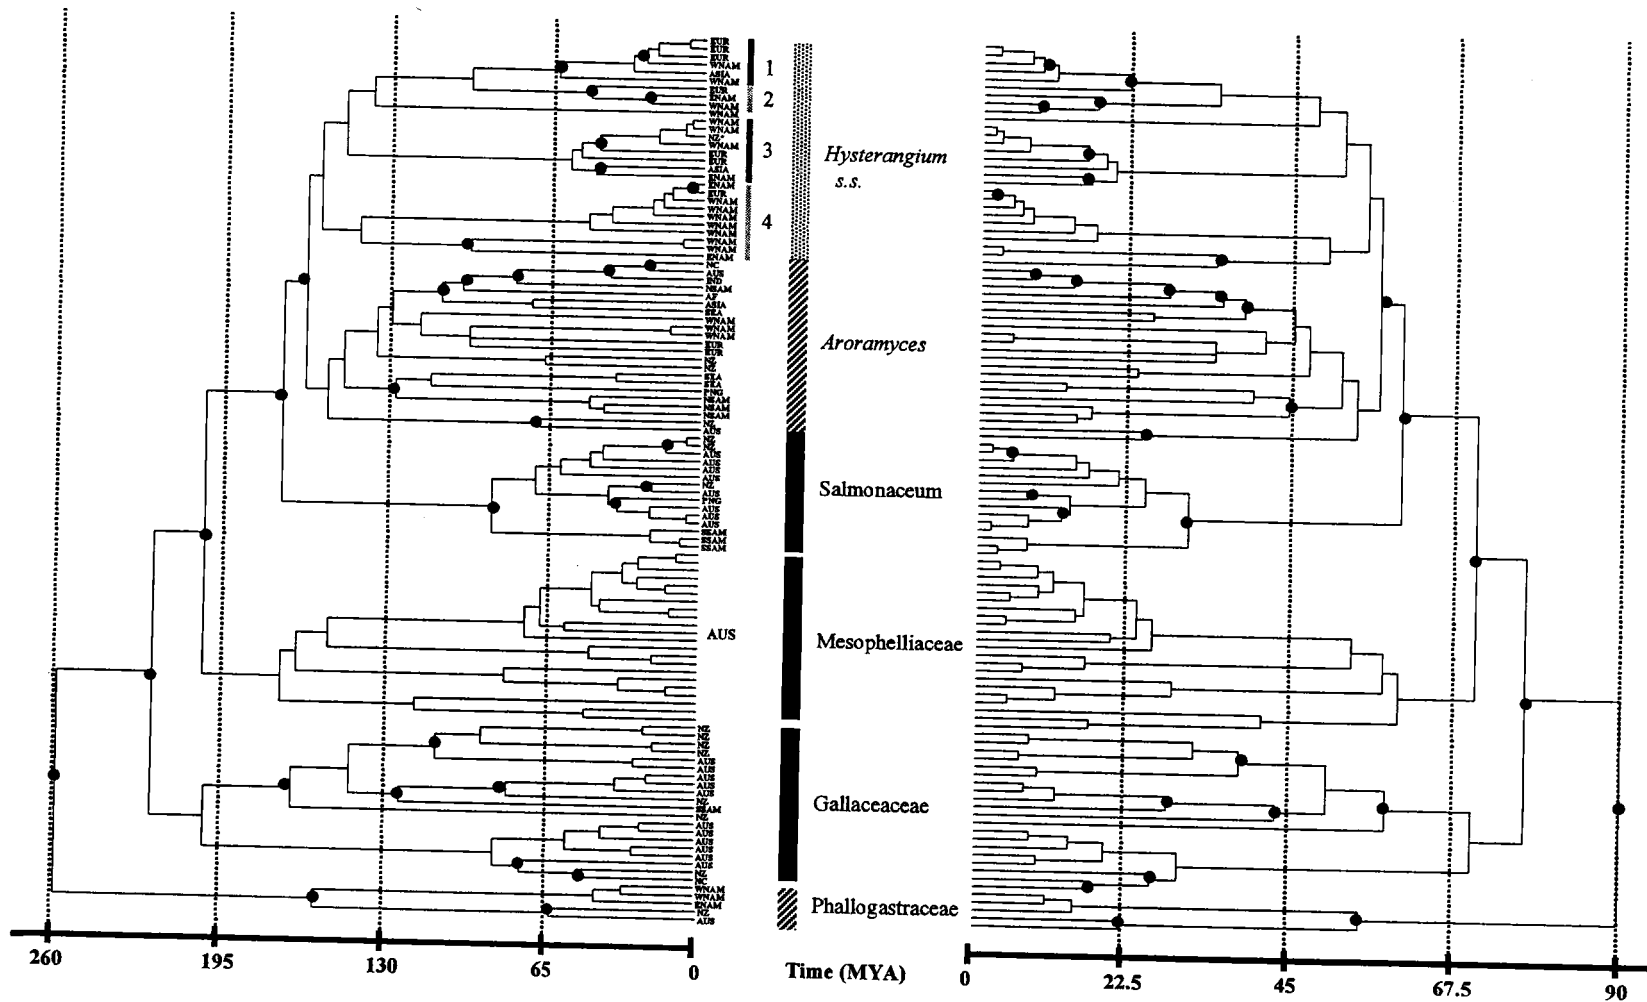 EUR
EUR
EUR
WNAM
ASIA
WNAM
EUR
ENAM
WNAM
WNAM
WNAM
WNAM
NZ*
WNAM
EUR
EUR
ASIA
ENAM
ENAM
EUR
WNAM
WNAM
WNAM
WNAM
WNAM
WNAM
WNAM
ENAM
NC
AUS
IND
NSAM
AF
ASIA
SEA
WNAM
WNAM
WNAM
EUR
EUR
NZ
NZ
SEA
SEA
PNG
NSAM
NSAM
NSAM
NZ
AUS
NZ
NZ
AUS
AUS
AUS
AUS
NZ
AUS
PNG
AUS
AUS
AUS
SSAM
SSAM
SSAM
AUS
NZ
NZ
NZ
NZ
AUS
AUS
AUS
AUS
AUS
NZ
SSAM
NZ
AUS
AUS
AUS
AUS
AUS
AUS
NZ
NC
WNAM
WNAM
ENAM
NZ
AUS
1
2
3
4
Hysterangium
s.s.
Aroramyces
Salmonaceum
Mesophelliaceae
Gallaceaceae
Phallogastraceae
260 195 130 65 0
Time (MYA)
0 22.5 45 67.5 90